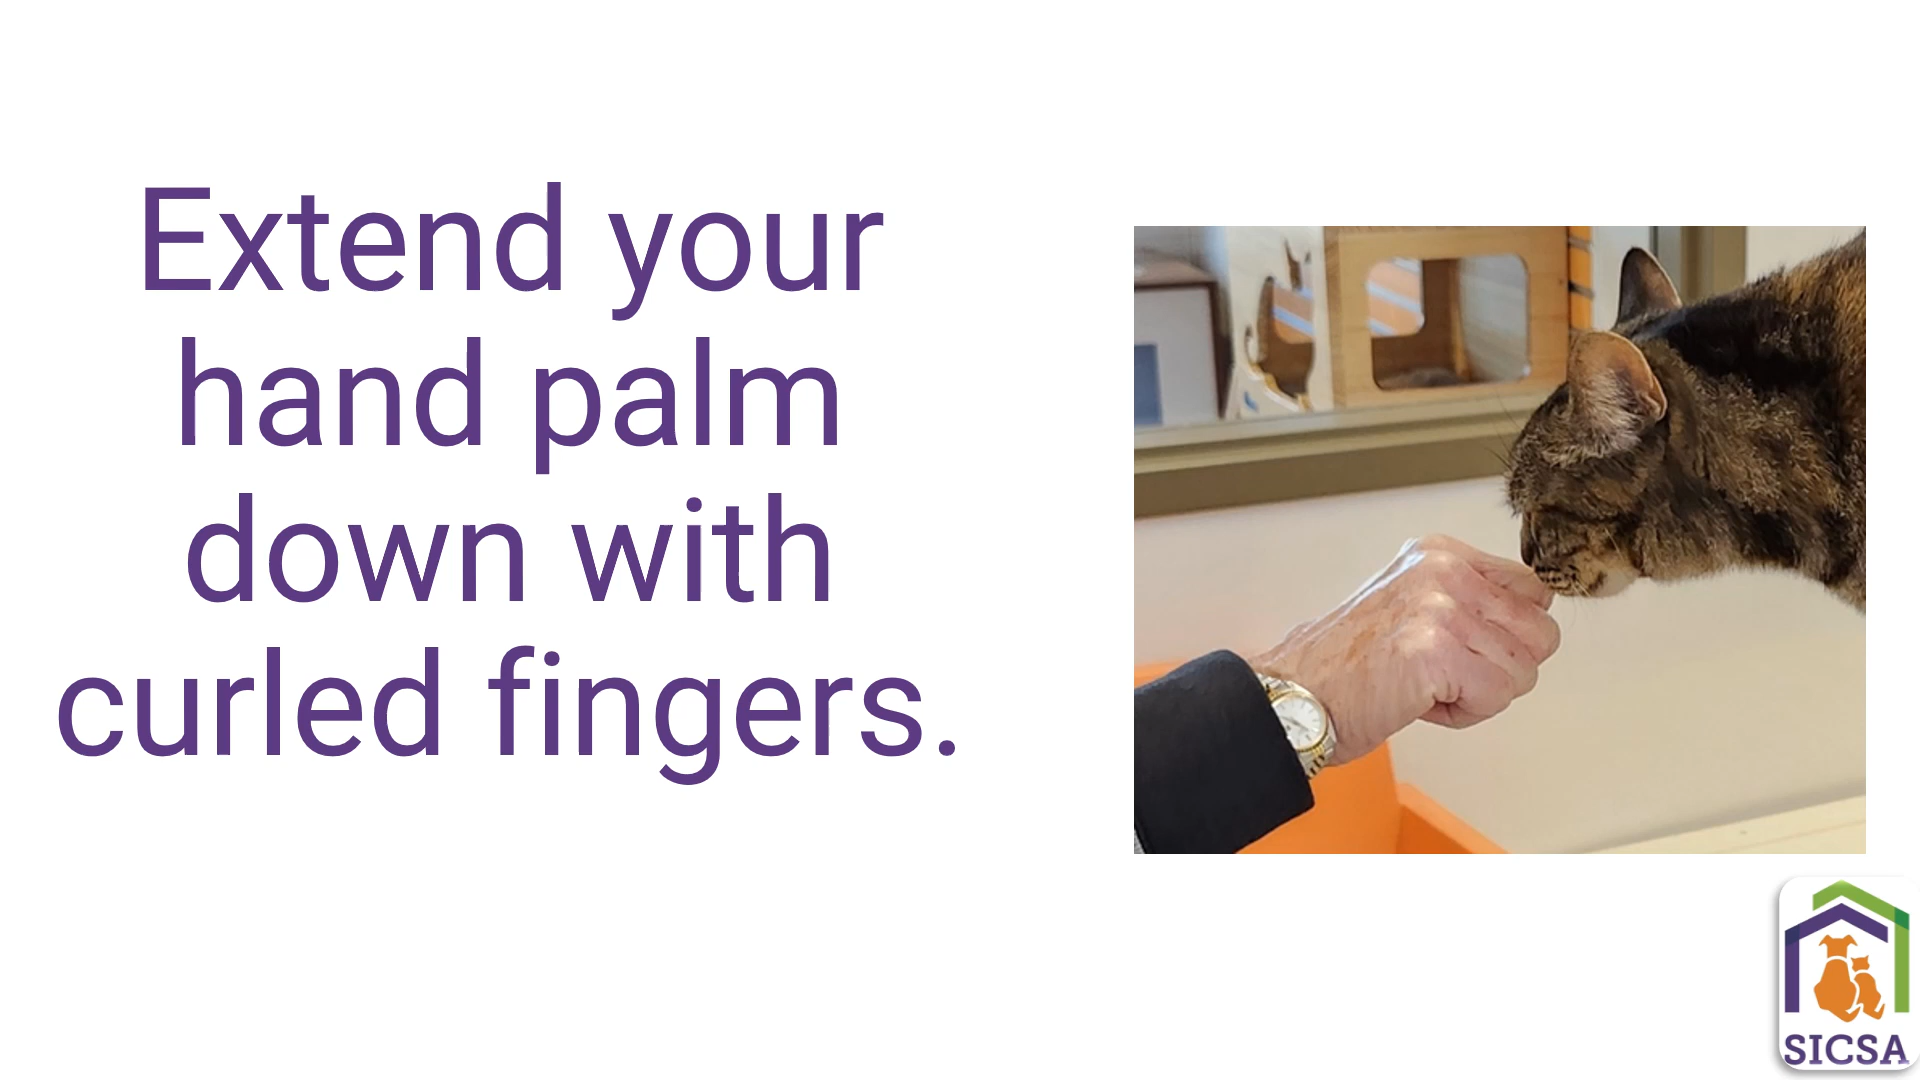 Extend your
hand palm
down with
curled fingers.
SICSA